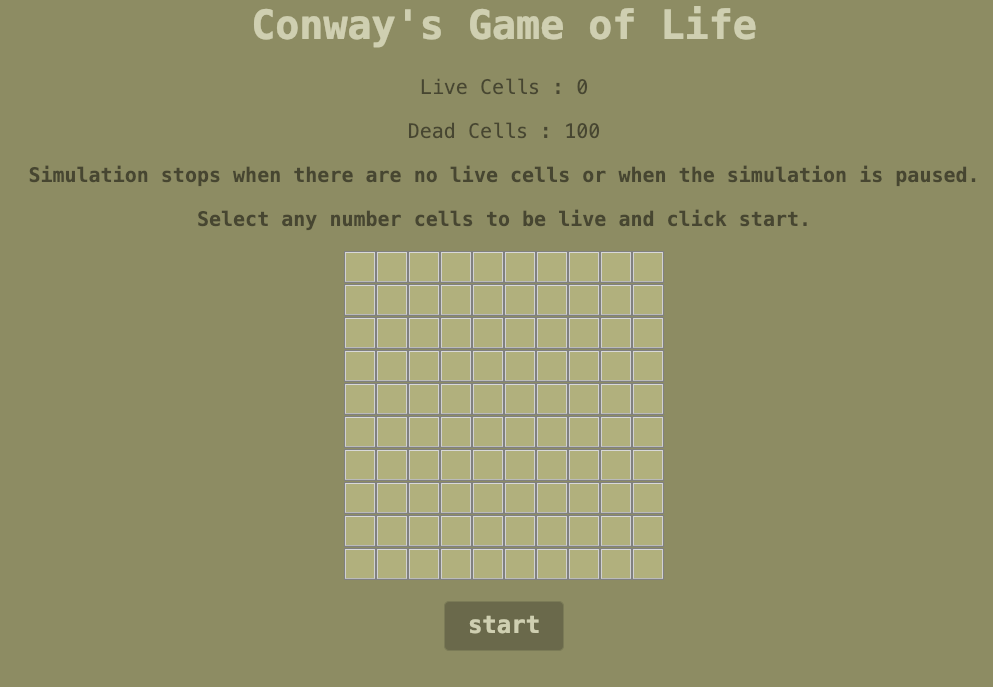 Conway's Game of Life
Live Cells : 0
Dead Cells : 100
Simulation stops when there are no live cells or when the simulation is paused.
Select any number cells to be live and click start.
start